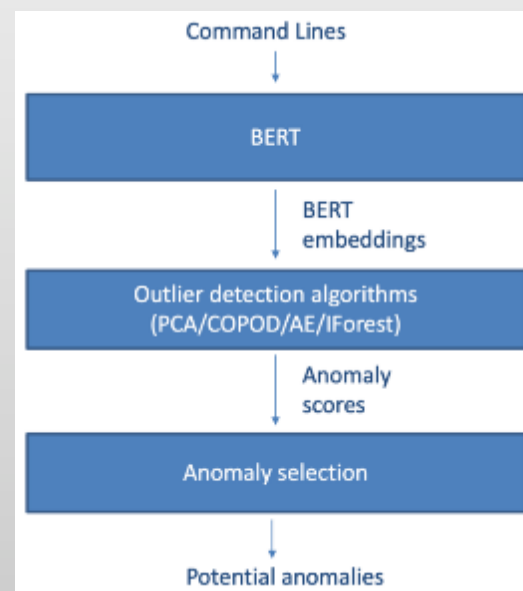 Command Lines
BERT
BERT
embeddings
Outlier detection algorithms
(PCA/COPOD/AE/IForest)
Anomaly
scores
Anomaly selection
Potential anomalies